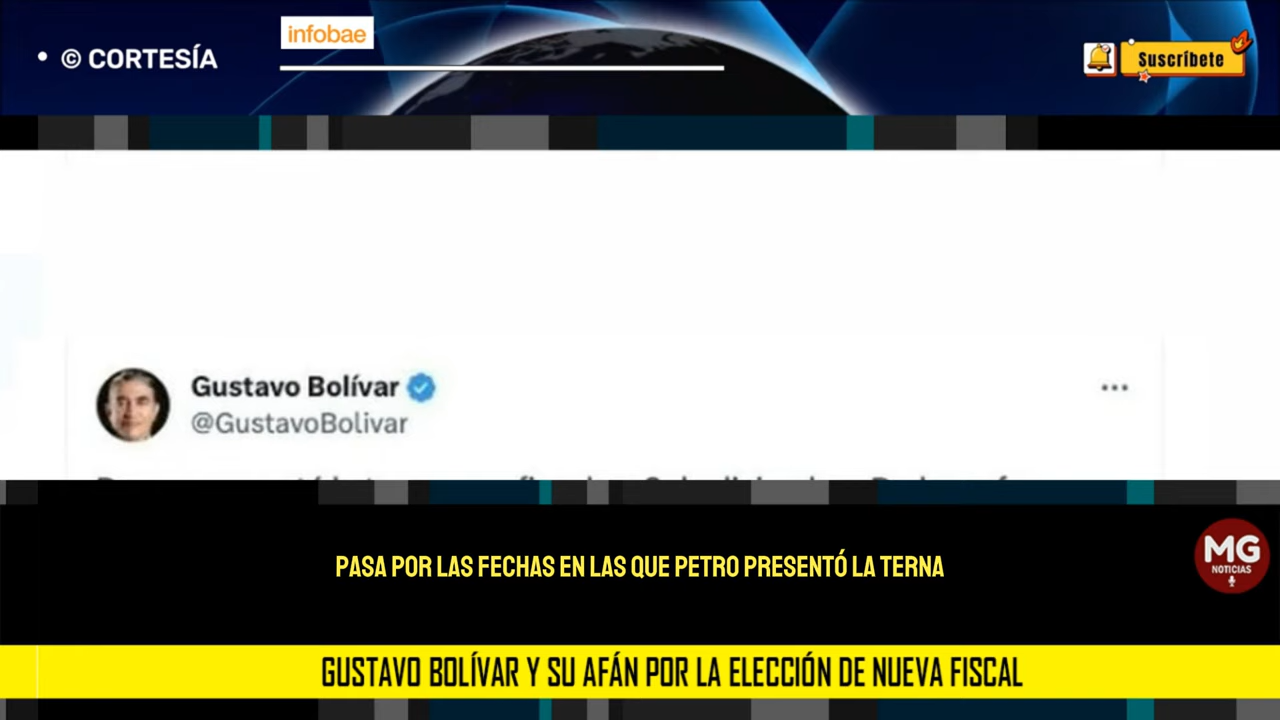 infobae
• © CORTESÍA
Suscríbete
Gustavo Bolívar
@GustavoBolivar
PASA POR LAS FECHAS EN LAS QUE PETRO PRESENTÓ LA TERNA
MG
NOTICIAS
GUSTAVO BOLÍVAR Y SU AFÁN POR LA ELECCIÓN DE NUEVA FISCAL